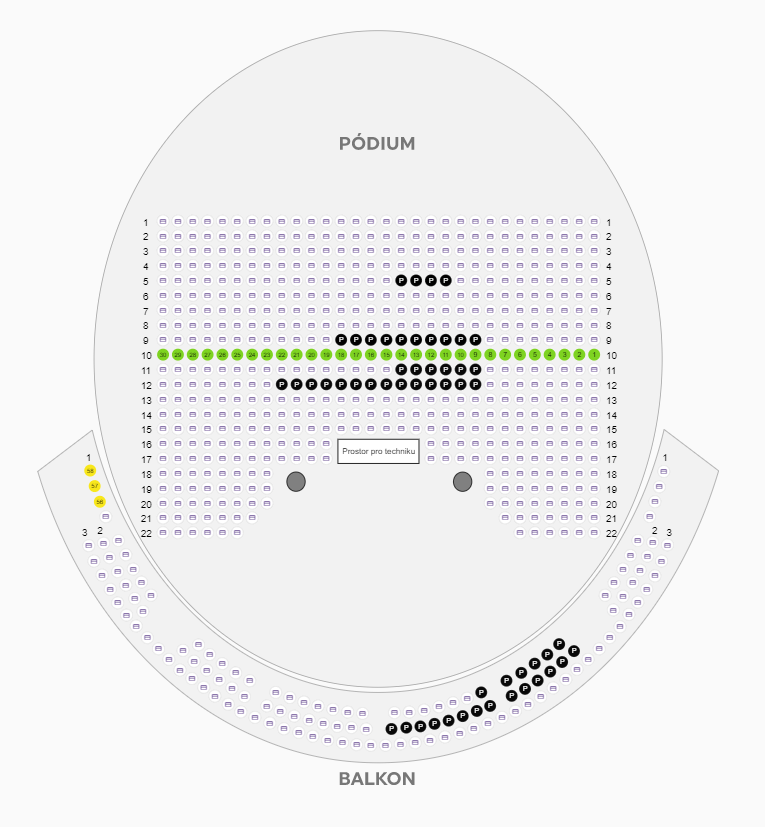 PÓDIUM
1 1
2 2
3 3
4 4
5 P P P P 5
6 6
7 7
8 8
9 P P P P P P P P P P 9
10 30 29 28 27 26 25 24 23 22 21 20 19 18 17 16 15 14 13 12 11 10 9 8 7 6 5 4 3 2 1 10
11 P P P P P P 11
12 P P P P P P P P P P P P P P 12
13 13
14 14
15 15
16 16
Prostor pro techniku
17 17
1 1
58
18 18
57
19 19
56
20 20
21 21
3 2 22 22 2 3
P
P P
P P
P P
P P
P P
P P
P P
P P P P P P
BALKON